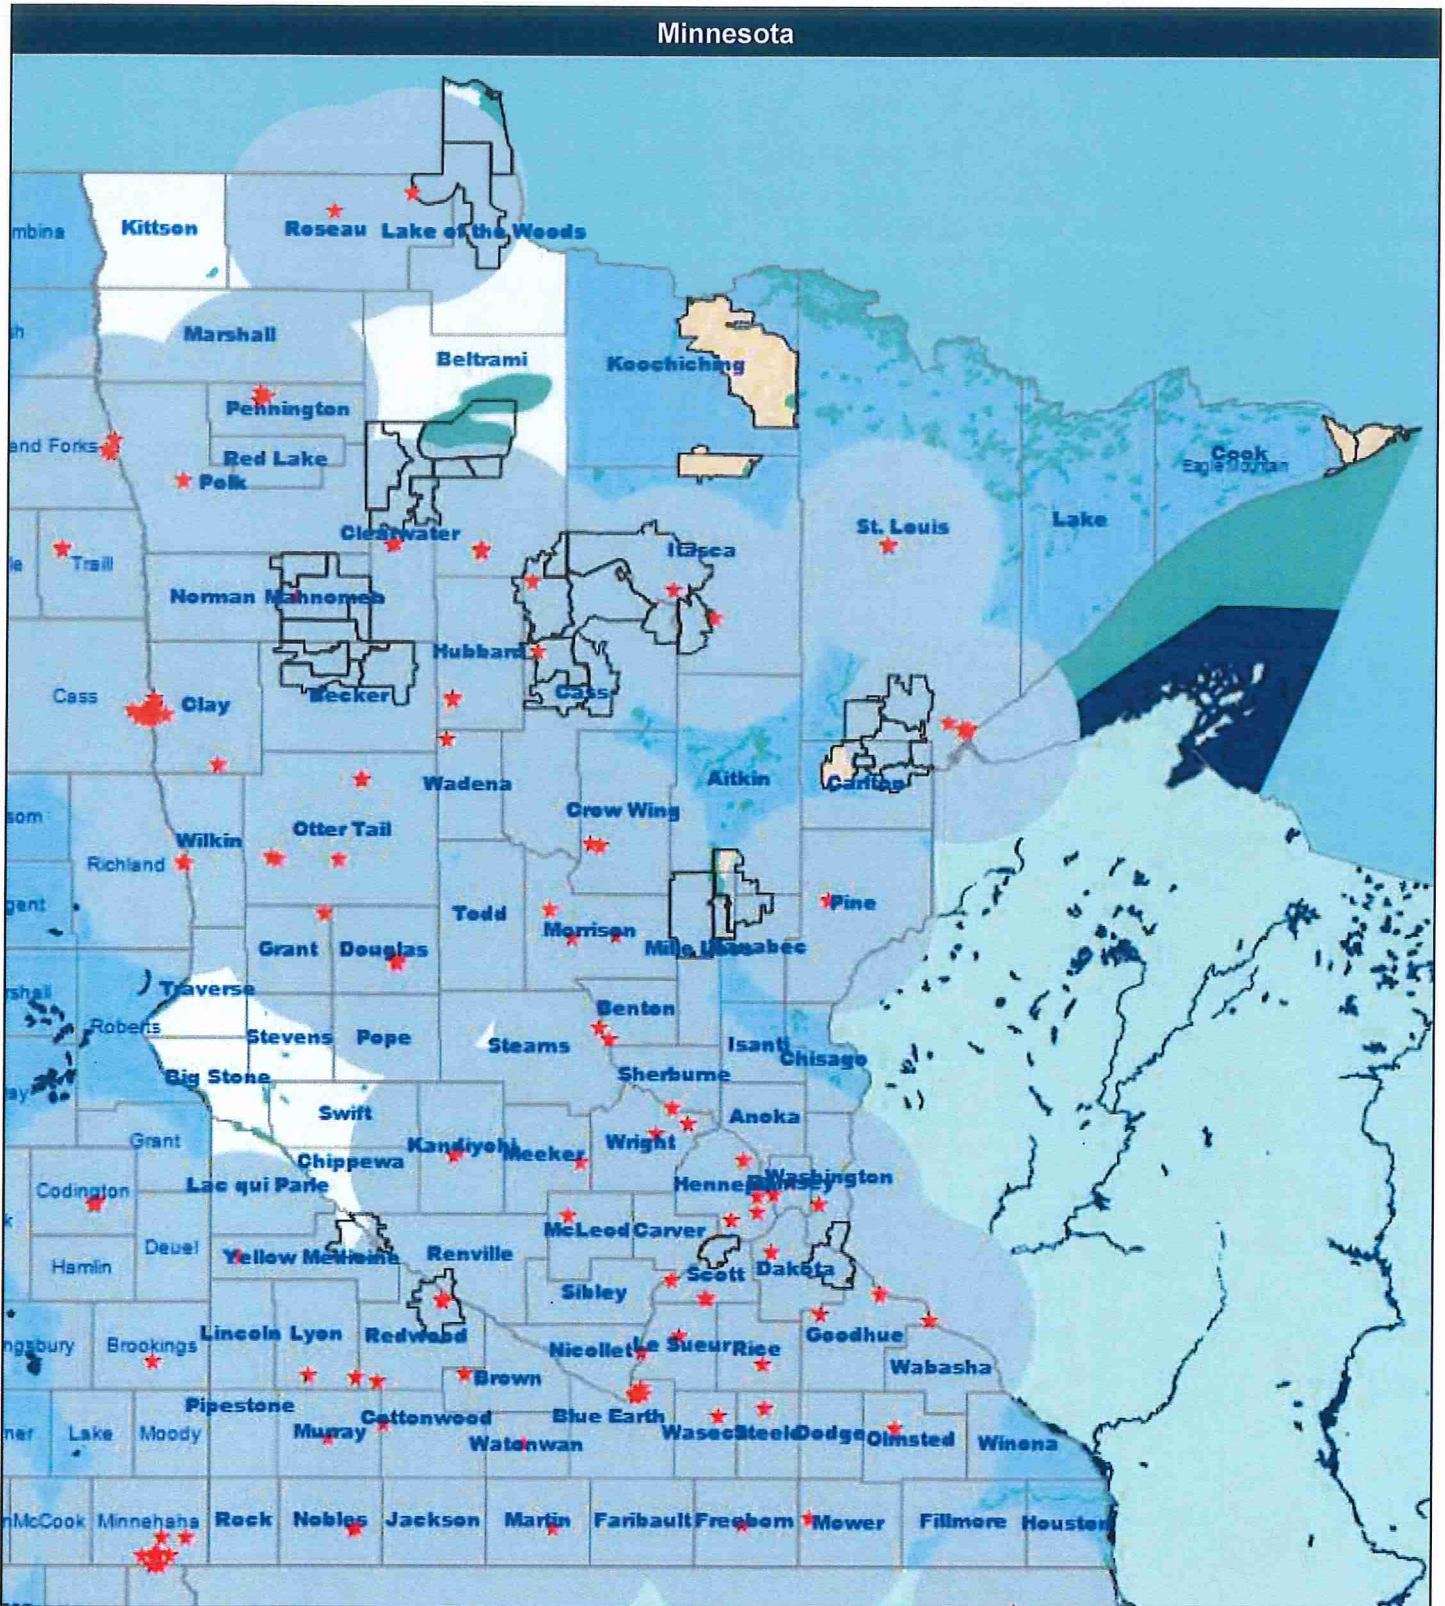 Minnesota
mbina
Kittson
Roseau
Lake of the Woods
Marshall
Beltrami
Koochiching
Pennington
and Forks
Red Lake
Polk
Cook
Eagle Mountain
Clearwater
Itasca
St. Louis
Lake
Traill
Norman
Mahnomen
Hubbard
Cass
Clay
Becker
Cass
Wadena
Aitkin
Carlton
Crow Wing
Otter Tail
Wilkin
Richland
Todd
Pine
Morrison
Grant
Douglas
Mille Lacs
Kanabec
Traverse
Roberts
Benton
Stevens
Pope
Stearns
Isanti
Chisago
Big Stone
Sherburne
Swift
Anoka
Grant
Wright
Kandiyohi
Meeker
Chippewa
Codington
Lac qui Parle
Hennepin
Ramsey
Washington
McLeod
Carver
Deuel
Hamlin
Yellow Medicine
Renville
Scott
Dakota
Sibley
Lincoln
Lyon
Redwood
Goodhue
ngsbury
Brookings
Nicollet
Le Sueur
Rice
Wabasha
Brown
Pipestone
Cottonwood
Blue Earth
Lake
Moody
Murray
Watonwan
Waseca
Steele
Dodge
Olmsted
Winona
McCook
Minnehaha
Rock
Nobles
Jackson
Martin
Faribault
Freeborn
Mower
Fillmore
Houston